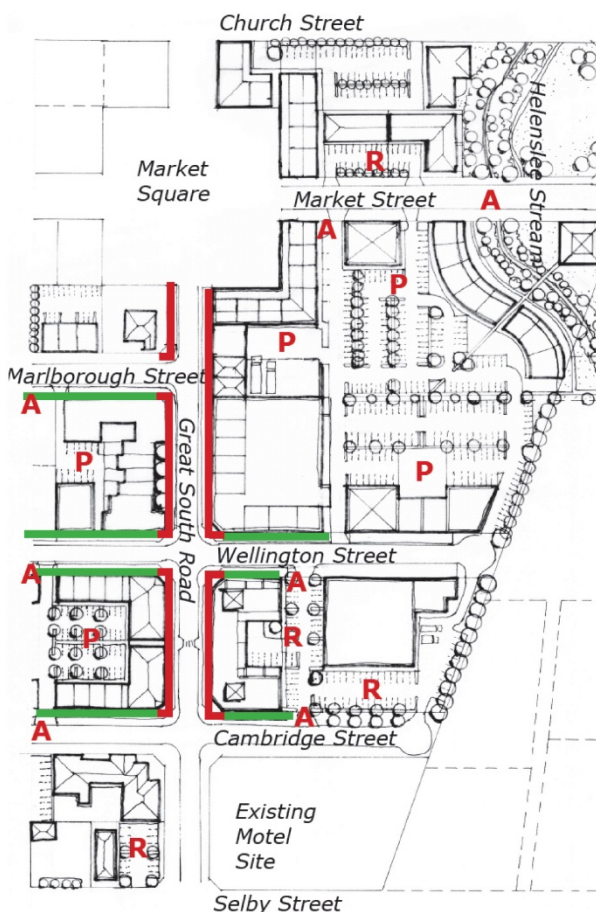 Church Street
Helenslee Stream
R
Market
Square
Market Street
A
A
P
P
Marlborough Street
A
Great South Road
P
P
Wellington Street
A
A
P
R
R
A
A
Cambridge Street
Existing
Motel
Site
R
Selby Street